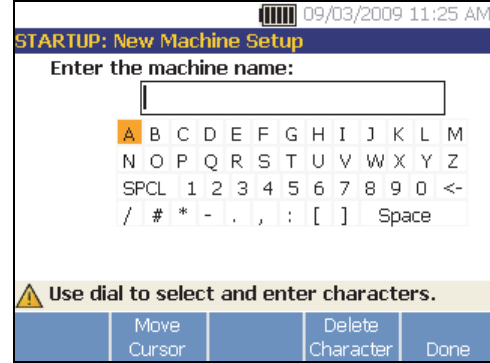 09/03/2009 11:25 AM
STARTUP: New Machine Setup
Enter the machine name:
A B C D E F G H I J K L M
N O P Q R S T U V W X Y Z
SPCL 1 2 3 4 5 6 7 8 9 0 <-
/ # * - . , : [ ] Space
Use dial to select and enter characters.
Move Cursor Delete Character Done